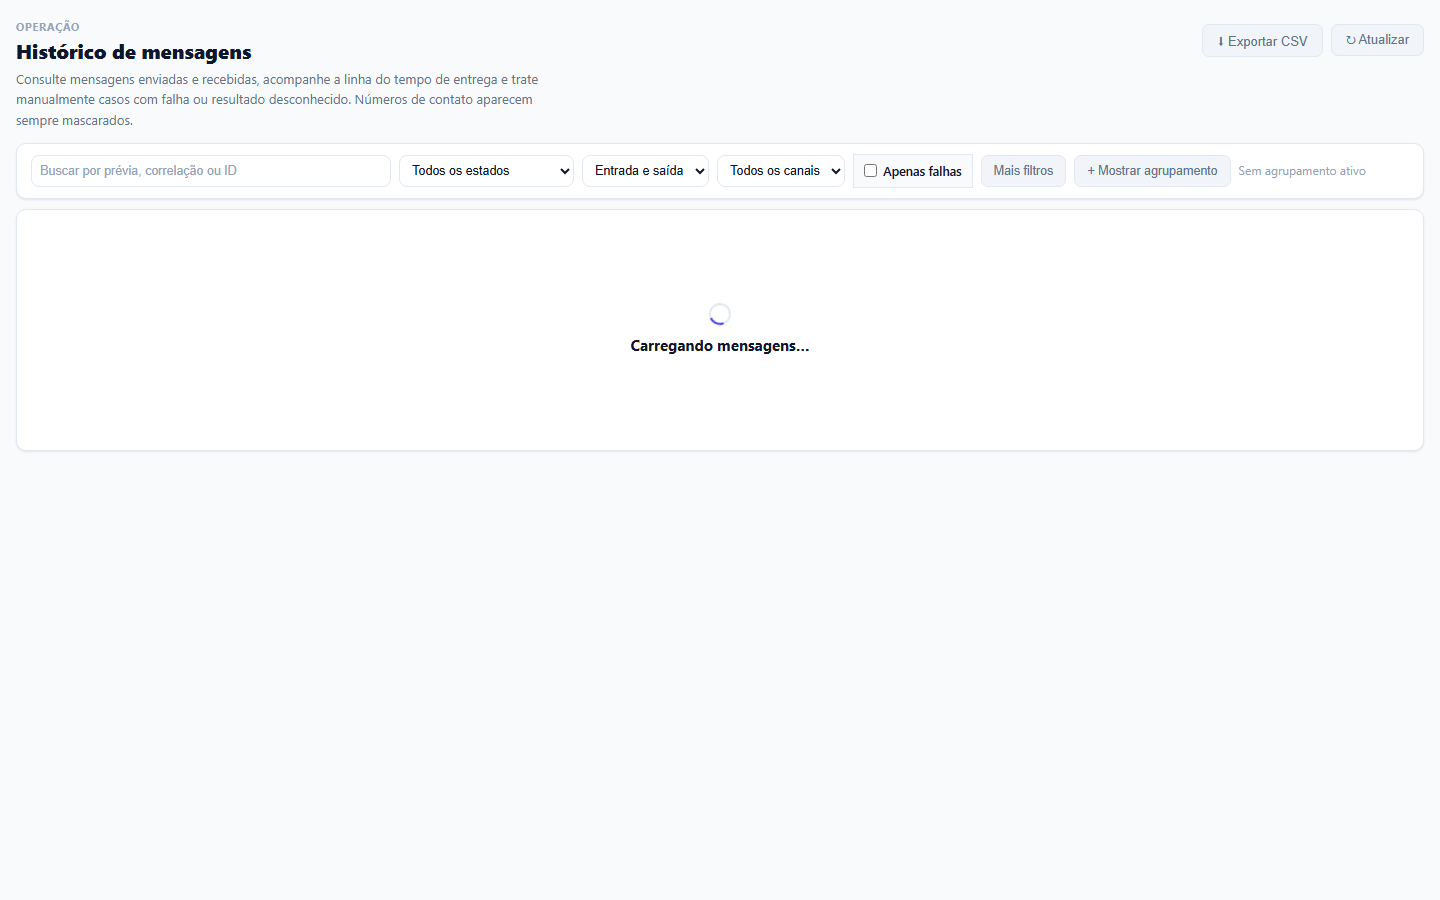 OPERAÇÃO
Histórico de mensagens
Consulte mensagens enviadas e recebidas, acompanhe a linha do tempo de entrega e trate
manualmente casos com falha ou resultado desconhecido. Números de contato aparecem
sempre mascarados.
⬇ Exportar CSV
↻ Atualizar
Buscar por prévia, correlação ou ID
Todos os estados
Entrada e saída
Todos os canais
Apenas falhas
Mais filtros
+ Mostrar agrupamento
Sem agrupamento ativo
Carregando mensagens...